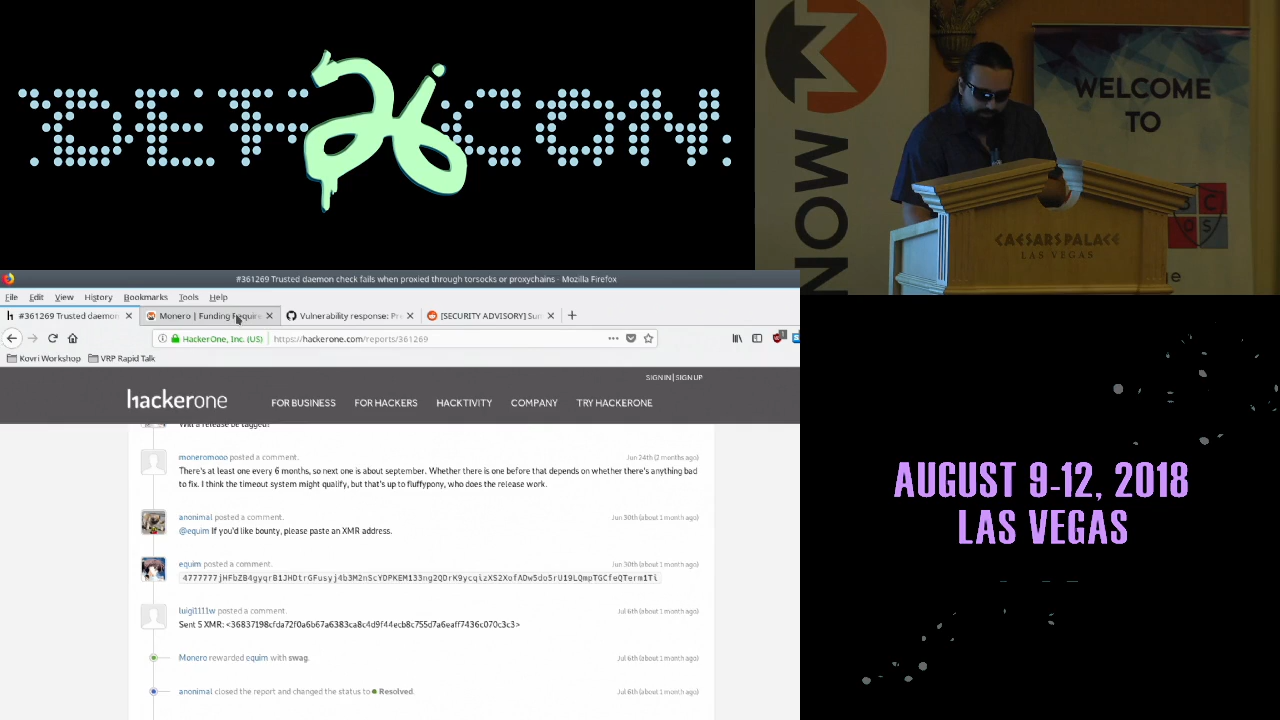 DEF 26 CON
MONERO
WELCOME
TO
CAESARS PALACE
LAS VEGAS
#361269 Trusted daemon check fails when proxied through torsocks or proxychains - Mozilla Firefox
File Edit View History Bookmarks Tools Help
#361269 Trusted daemon
Monero | Funding Require
Vulnerability response: Pr
[SECURITY ADVISORY] Sum
HackerOne, Inc. (US) https://hackerone.com/reports/361269
Kovri Workshop VRP Rapid Talk
SIGN IN | SIGN UP
hackerone FOR BUSINESS FOR HACKERS HACKTIVITY COMPANY TRY HACKERONE
Will a release be tagged?
moneromooo posted a comment. Jun 24th (2 months ago)
There's at least one every 6 months, so next one is about september. Whether there is one before that depends on whether there's anything bad
to fix. I think the timeout system might qualify, but that's up to fluffypony, who does the release work.
anonimal posted a comment. Jun 30th (about 1 month ago)
@equim If you'd like bounty, please paste an XMR address.
equim posted a comment. Jun 30th (about 1 month ago)
luigi1111w posted a comment. Jul 6th (about 1 month ago)
Sent 5 XMR: <36837198cfda72f0a6b67a6383ca8c4d9f44ecb8c755d7a6eaff7436c070c3c3>
Monero rewarded equim with swag. Jul 6th (about 1 month ago)
anonimal closed the report and changed the status to Resolved. Jul 6th (about 1 month ago)
AUGUST 9-12, 2018
LAS VEGAS